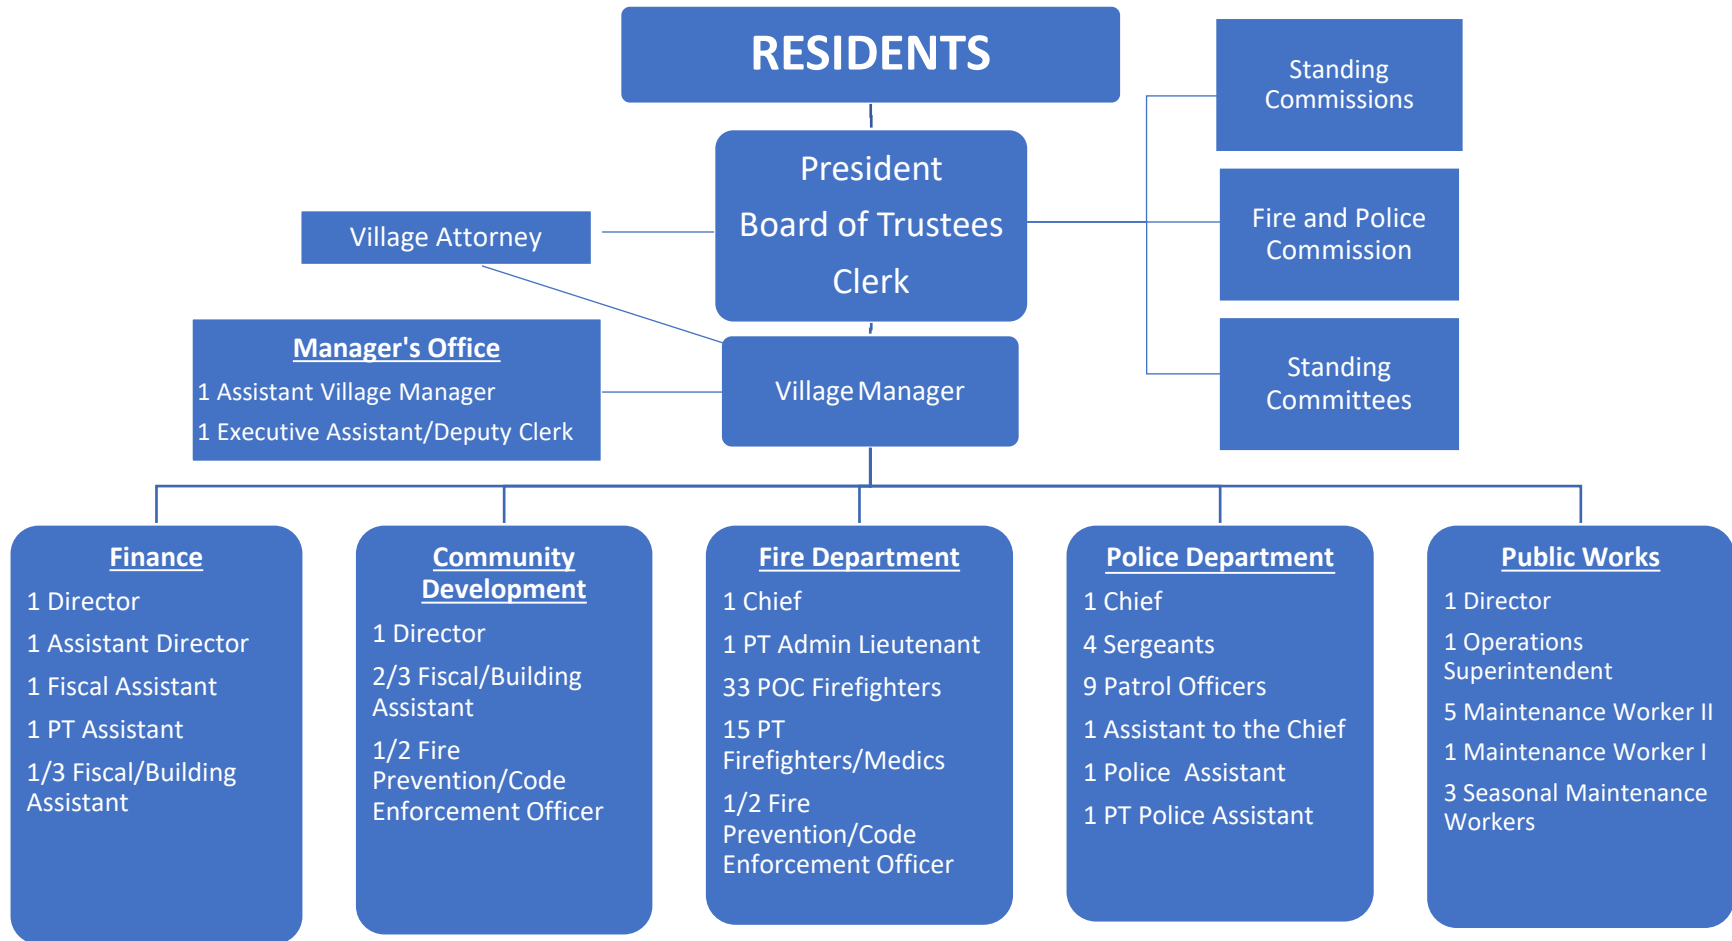 RESIDENTS
Standing
Commissions
President
Board of Trustees
Clerk
Village Attorney
Fire and Police
Commission
Manager's Office
1 Assistant Village Manager
1 Executive Assistant/Deputy Clerk
Village Manager
Standing
Committees
Finance
1 Director
1 Assistant Director
1 Fiscal Assistant
1 PT Assistant
1/3 Fiscal/Building
Assistant
Community
Development
1 Director
2/3 Fiscal/Building
Assistant
1/2 Fire
Prevention/Code
Enforcement Officer
Fire Department
1 Chief
1 PT Admin Lieutenant
33 POC Firefighters
15 PT
Firefighters/Medics
1/2 Fire
Prevention/Code
Enforcement Officer
Police Department
1 Chief
4 Sergeants
9 Patrol Officers
1 Assistant to the Chief
1 Police Assistant
1 PT Police Assistant
Public Works
1 Director
1 Operations
Superintendent
5 Maintenance Worker II
1 Maintenance Worker I
3 Seasonal Maintenance
Workers